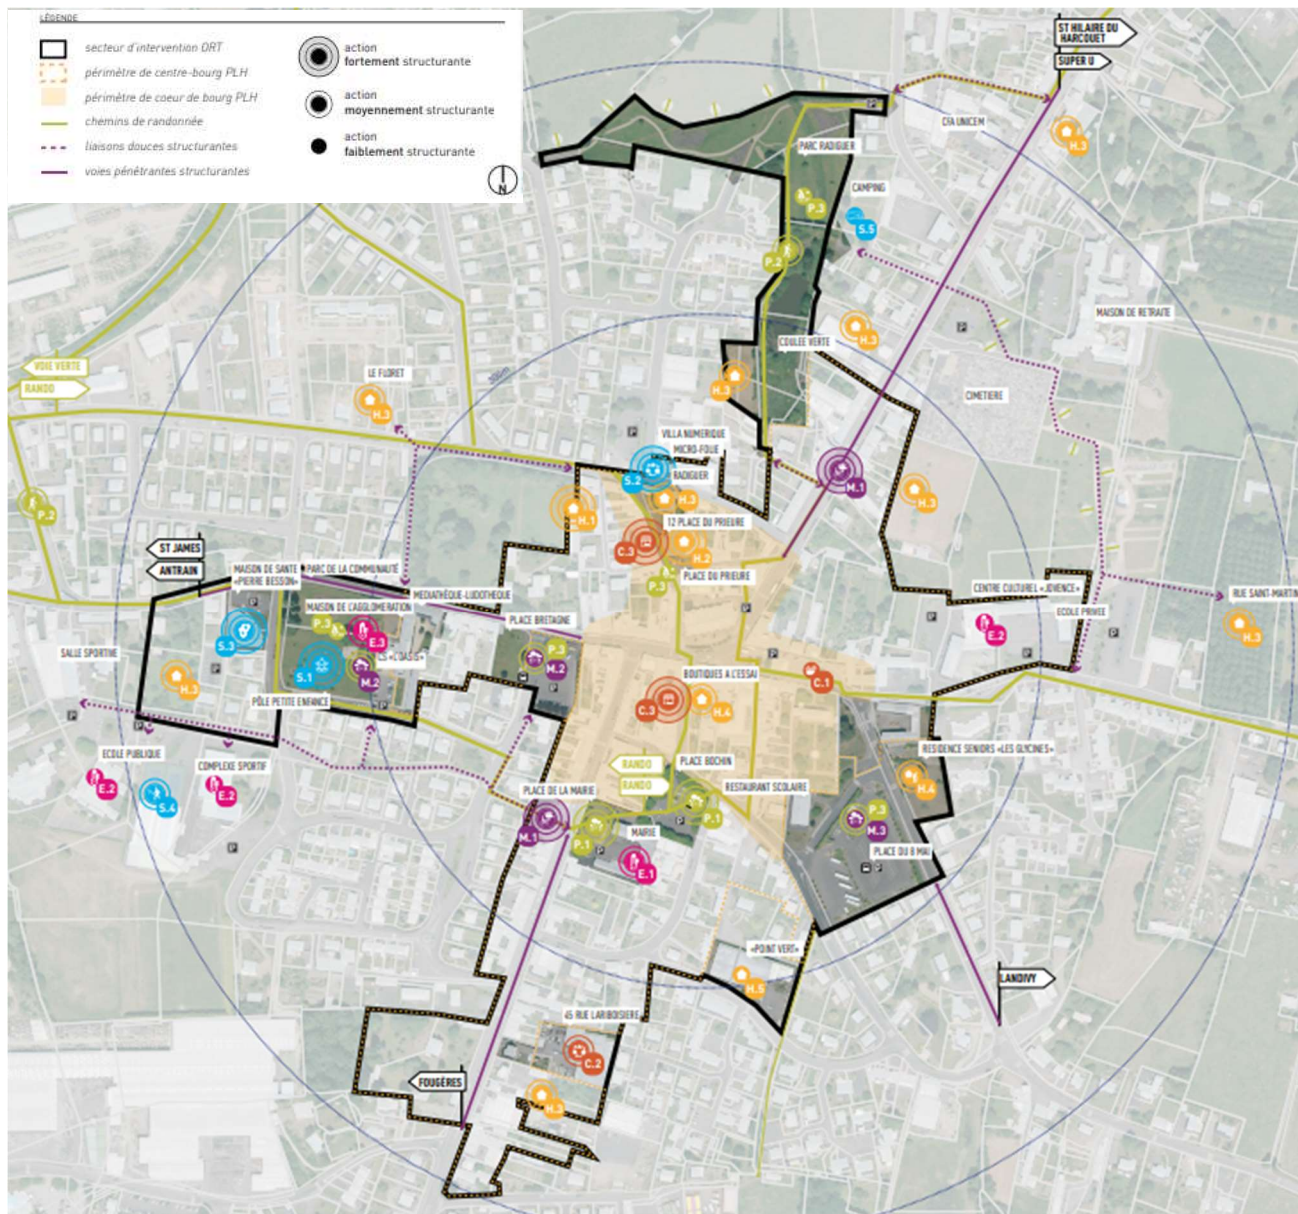 LÉGENDE
secteur d'intervention ORT
périmètre de centre-bourg PLH
périmètre de coeur de bourg PLH
chemins de randonnée
liaisons douces structurantes
voies pénétrantes structurantes
action
fortement structurante
action
moyennement structurante
action
faiblement structurante
N
ST HILAIRE DU
HARCOUET
SUPER U
CFA UNICEM
H.3
PARC RADIGUER
CAMPING
P.3
S.5
P.2
MAISON DE RETRAITE
COULEE VERTE
H.3
VOIE VERTE
RANDO
LE FLORET
H.3
H.3
CIMETIERE
VILLA NUMERIQUE
MICRO-FOLIE
RADIGUER
S.2
M.1
H.3
H.3
P.2
H.1
12 PLACE DU PRIEURE
C.3
H.2
ST JAMES
ANTRAIN
MAISON DE SANTE
«PIERRE BESSON»
PARC DE LA COMMUNAUTÉ
PLACE DU PRIEURE
P.3
MEDIATHÈQUE-LUDOTHEQUE
CENTRE CULTUREL «JOVENCE»
RUE SAINT-MARTIN
MAISON DE L'AGGLOMERATION
ECOLE PRIVEE
PLACE BRETAGNE
P.3
E.3
E.2
H.3
SALLE SPORTIVE
S.3
P.3
M.2
S.1
M.2
H.3
BOUTIQUES A L'ESSAI
C.1
PÔLE PETITE ENFANCE
C.3
H.4
ECOLE PUBLIQUE
COMPLEXE SPORTIF
RESIDENCE SENIORS «LES GLYCINES»
RANDO
RANDO
PLACE BOCHIN
E.2
S.4
E.2
PLACE DE LA MAIRIE
RESTAURANT SCOLAIRE
H.4
M.1
P.1
P.1
MAIRIE
P.3
M.3
PLACE DU 8 MAI
E.1
«POINT VERT»
H.5
LANDIVY
45 RUE LARIBOISIERE
C.2
FOUGÈRES
H.3